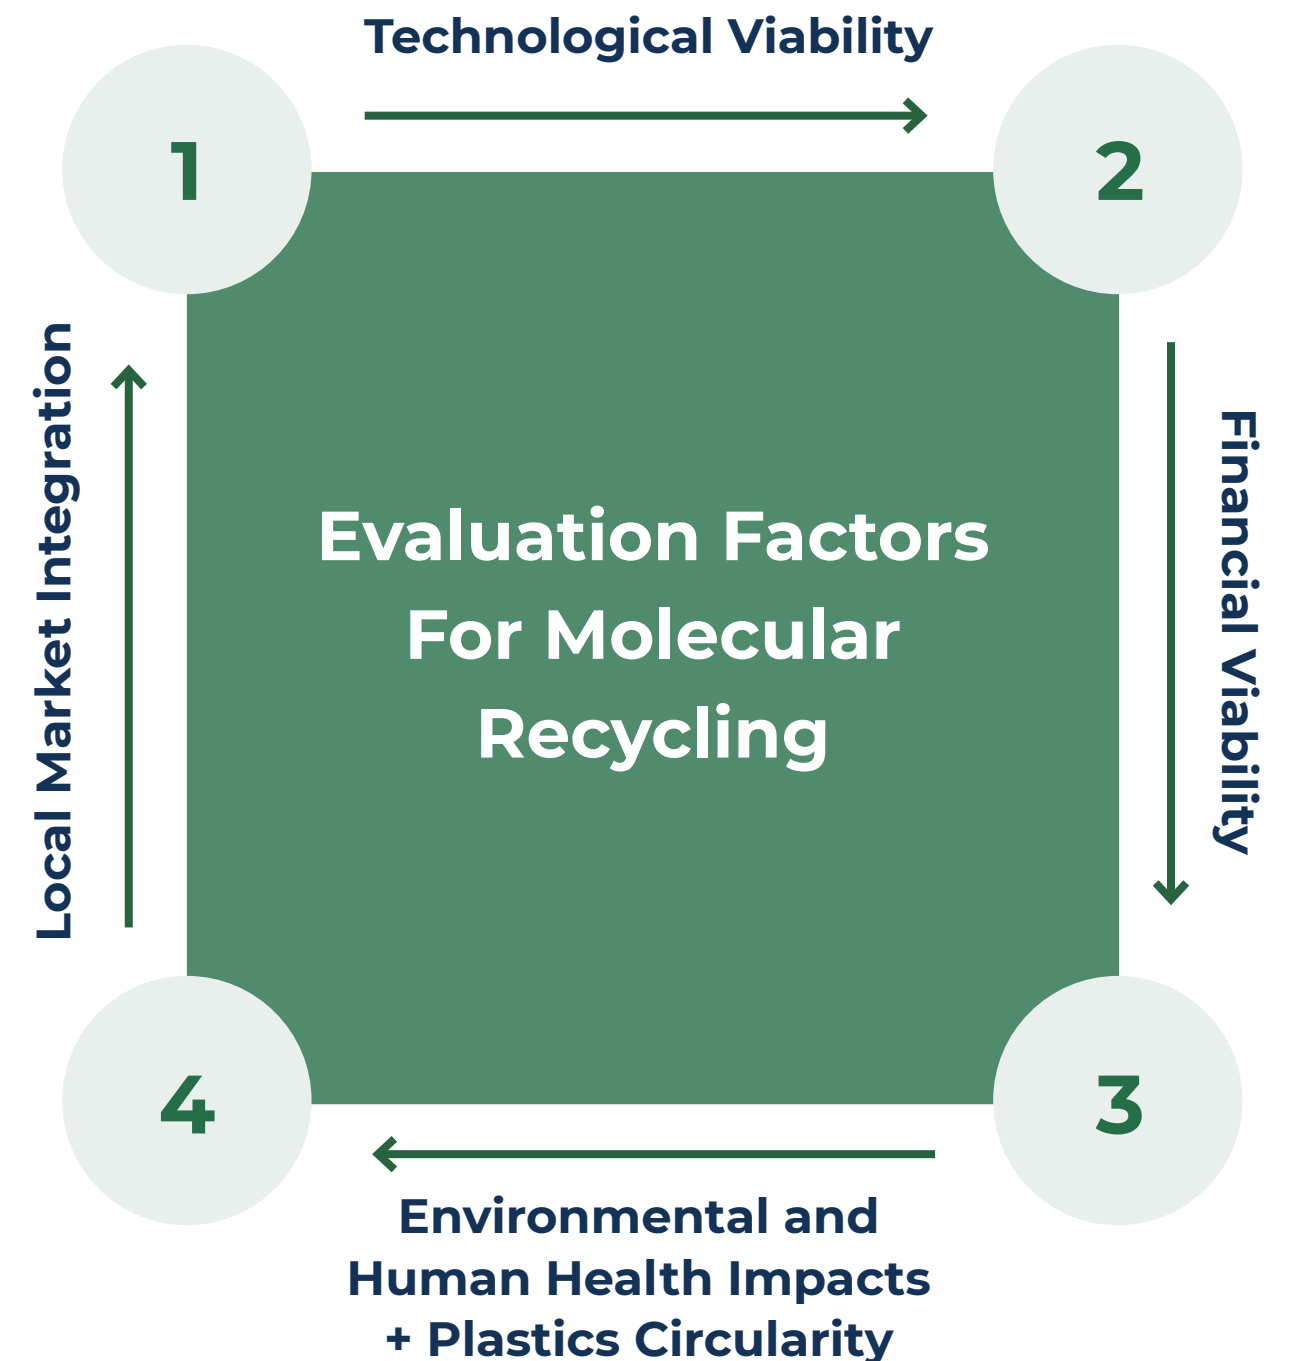 Technological Viability
1
2
Local Market Integration
Evaluation Factors
For Molecular
Recycling
Financial Viability
4
3
Environmental and
Human Health Impacts
+ Plastics Circularity